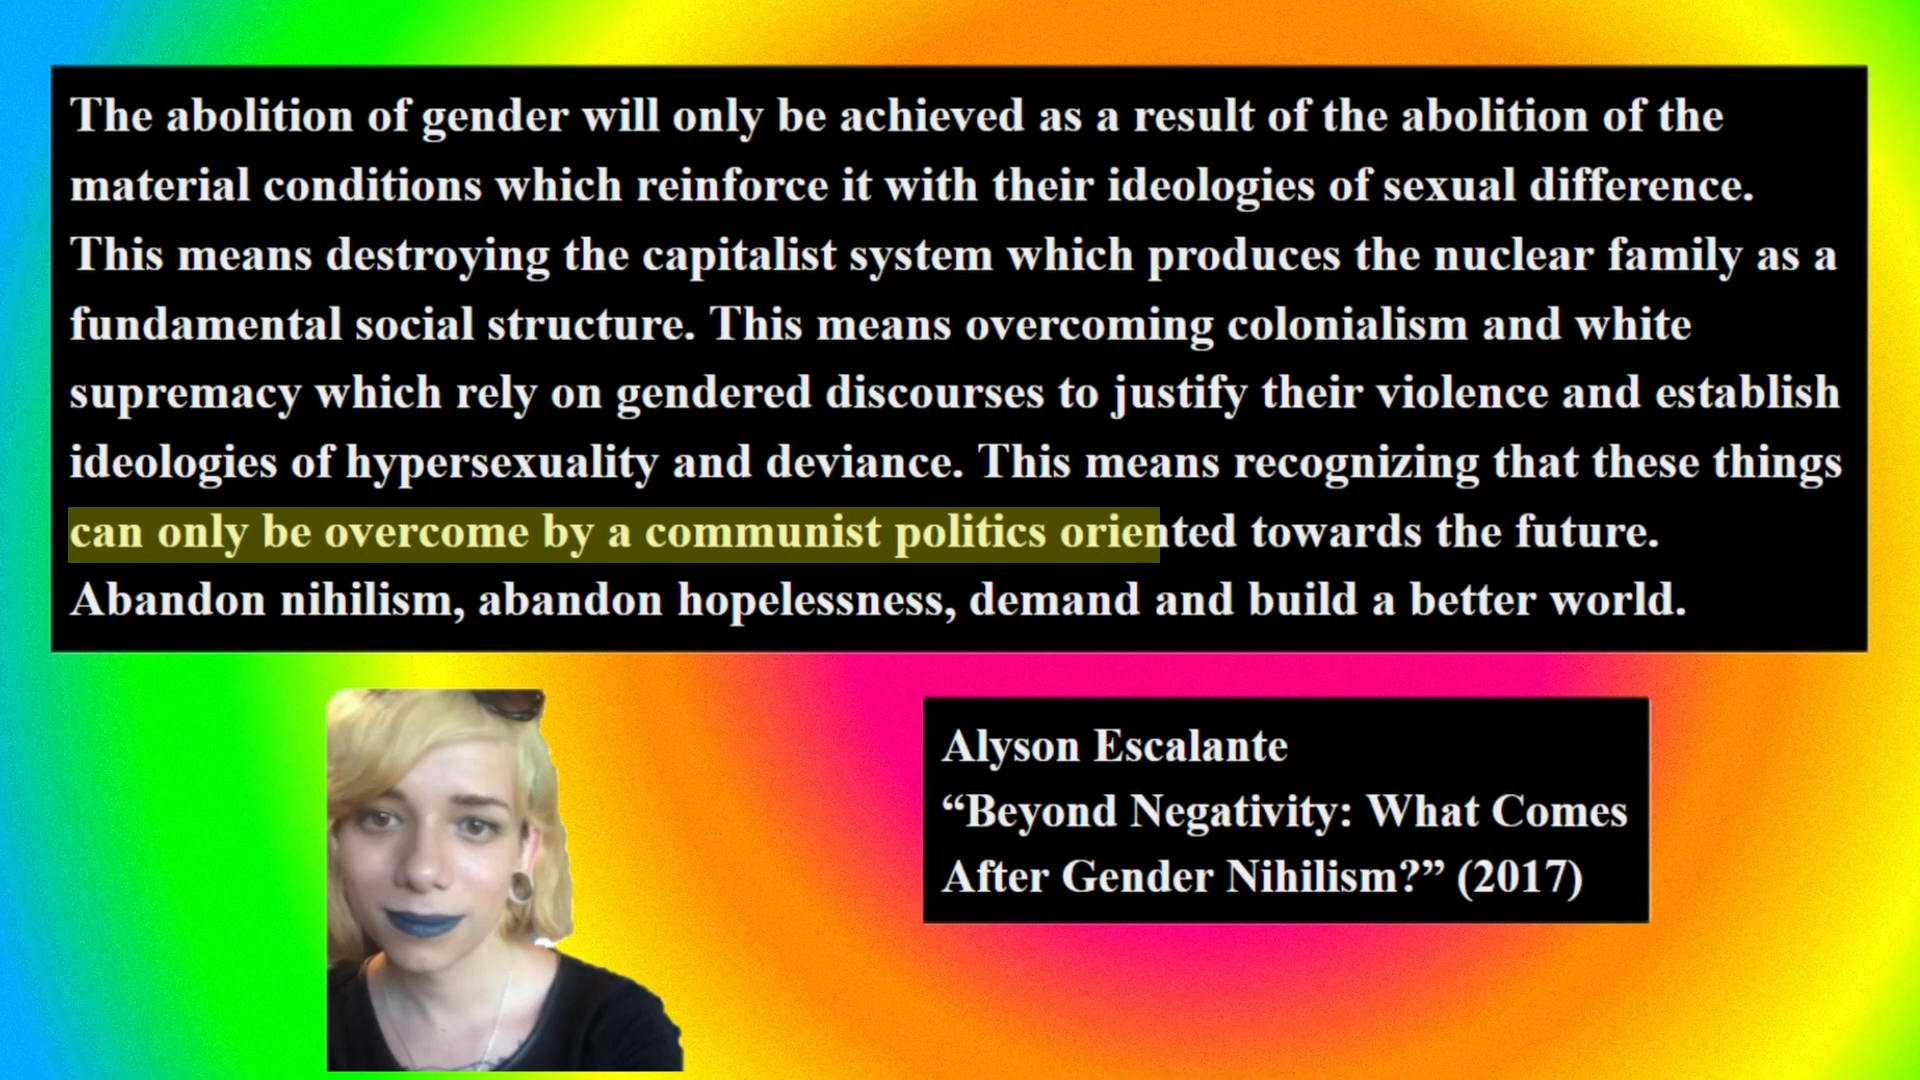 The abolition of gender will only be achieved as a result of the abolition of the
material conditions which reinforce it with their ideologies of sexual difference.
This means destroying the capitalist system which produces the nuclear family as a
fundamental social structure. This means overcoming colonialism and white
supremacy which rely on gendered discourses to justify their violence and establish
ideologies of hypersexuality and deviance. This means recognizing that these things
can only be overcome by a communist politics oriented towards the future.
Abandon nihilism, abandon hopelessness, demand and build a better world.
Alyson Escalante
“Beyond Negativity: What Comes
After Gender Nihilism?” (2017)